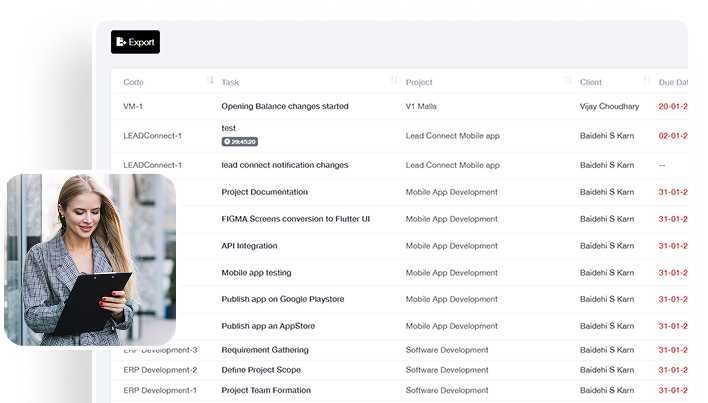 Export
Code Task Project Client Due Dat
VM-1 Opening Balance changes started V1 Malls Vijay Choudhary 20-01-2
LEADConnect-1 test Lead Connect Mobile app Baidehi S Karn 02-01-2
29:45:20
LEADConnect-1 lead connect notification changes Lead Connect Mobile app Baidehi S Karn --
Project Documentation Mobile App Development Baidehi S Karn 31-01-2
FIGMA Screens conversion to Flutter UI Mobile App Development Baidehi S Karn 31-01-2
API Integration Mobile App Development Baidehi S Karn 31-01-2
Mobile app testing Mobile App Development Baidehi S Karn 31-01-2
Publish app on Google Playstore Mobile App Development Baidehi S Karn 31-01-2
Publish app an AppStore Mobile App Development Baidehi S Karn 31-01-2
ERP Development-3 Requirement Gathering Software Development Baidehi S Karn 31-01-2
ERP Development-2 Define Project Scope Software Development Baidehi S Karn 31-01-2
ERP Development-1 Project Team Formation Software Development Baidehi S Karn 31-01-2